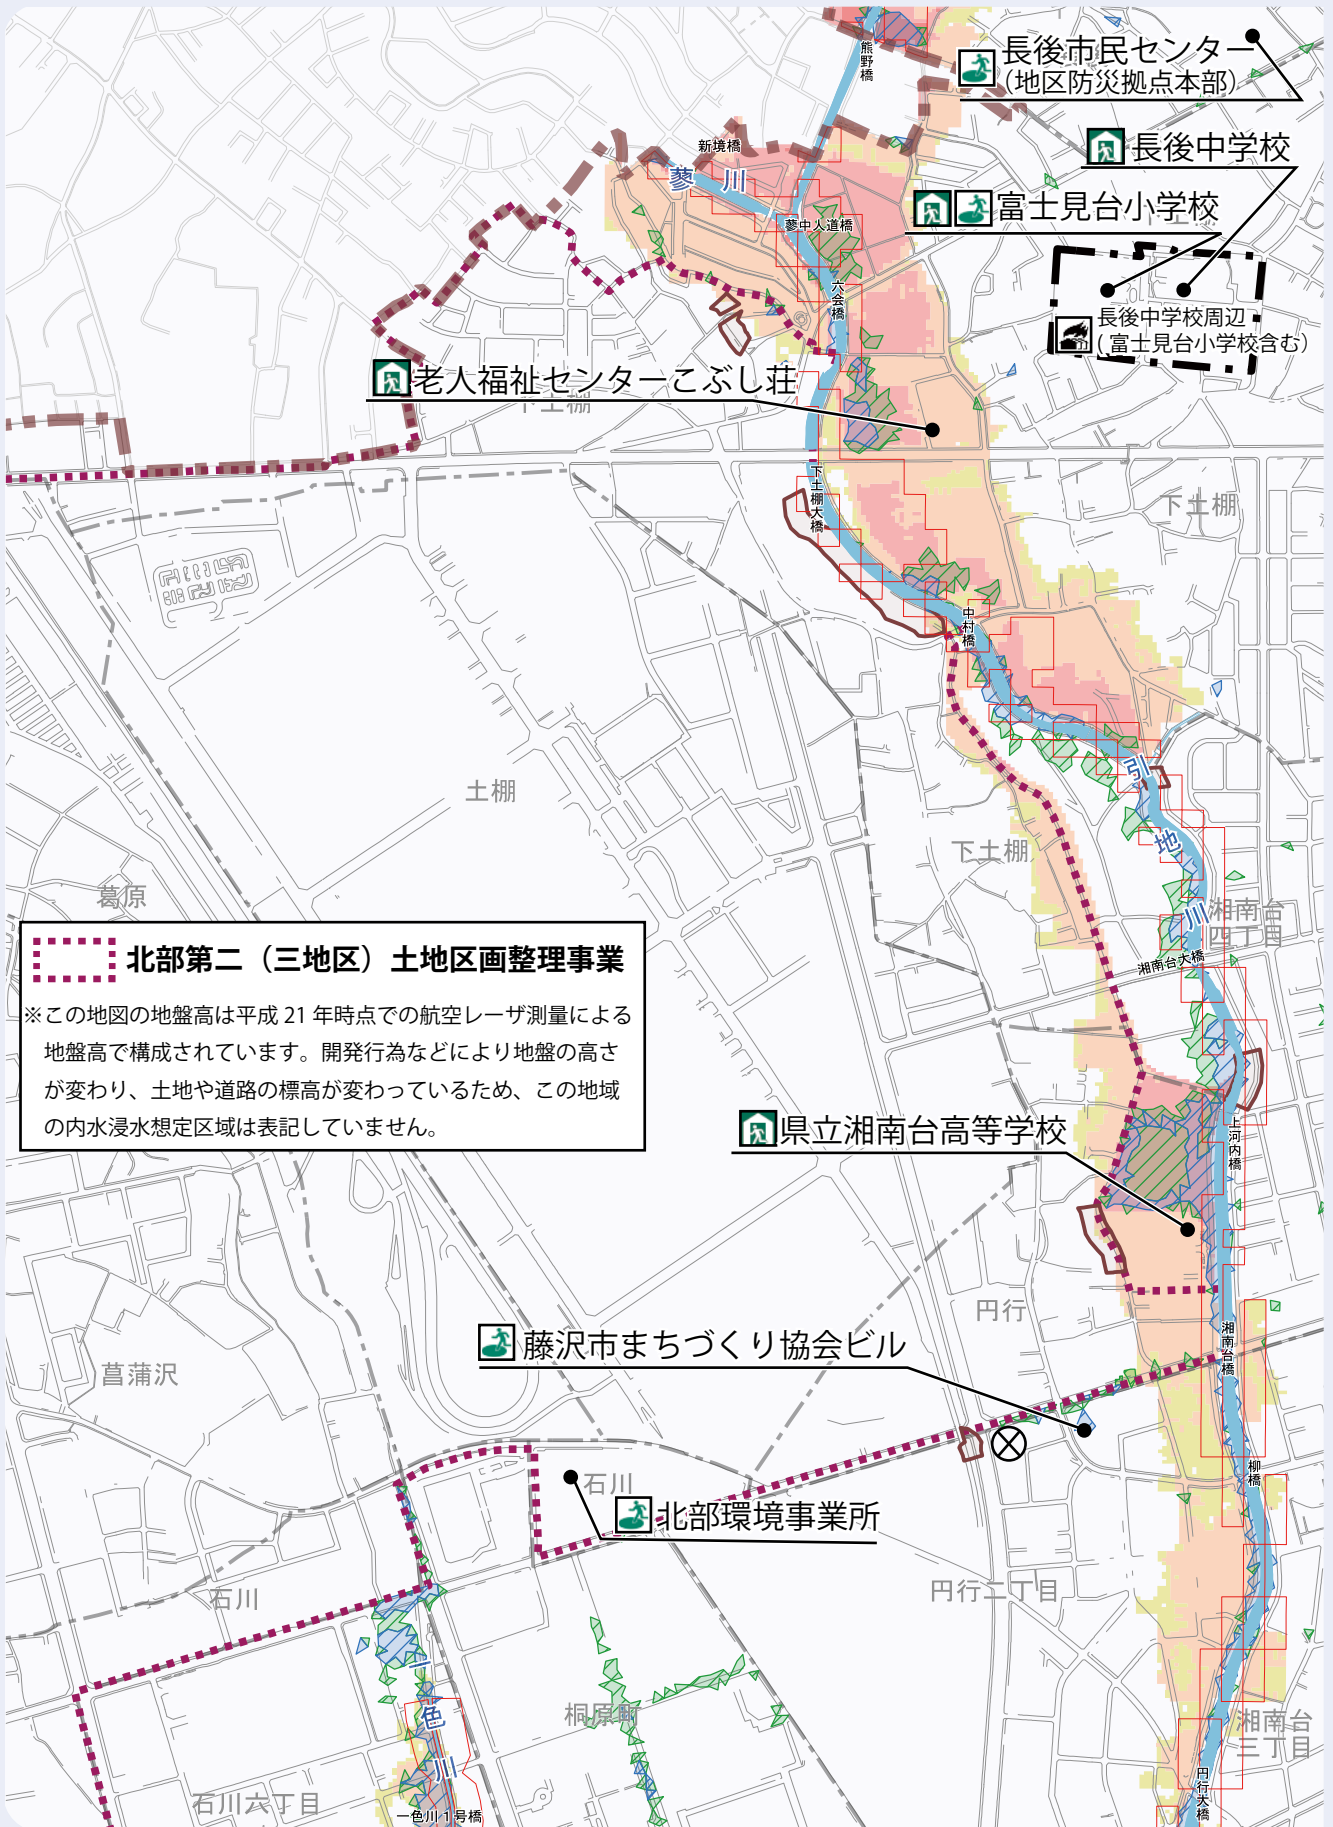 熊野橋
長後市民センター
（地区防災拠点本部）
長後中学校
新境橋
蓼川
富士見台小学校
蓼中人道橋
六会橋
長後中学校周辺
（富士見台小学校含む）
老人福祉センターこぶし荘
下土棚
下土棚大橋
下土棚
中村橋
引地川
土棚
下土棚
葛原
湘南台
四丁目
湘南台大橋
北部第二（三地区）土地区画整理事業
※この地図の地盤高は平成 21 年時点での航空レーザ測量による
地盤高で構成されています。開発行為などにより地盤の高さ
が変わり、土地や道路の標高が変わっているため、この地域
の内水浸水想定区域は表記していません。
県立湘南台高等学校
上河内橋
円行
湘南台橋
藤沢市まちづくり協会ビル
菖蒲沢
柳橋
石川
北部環境事業所
円行二丁目
石川
一色川
桐原町
湘南台
三丁目
円行大橋
石川六丁目
一色川1号橋